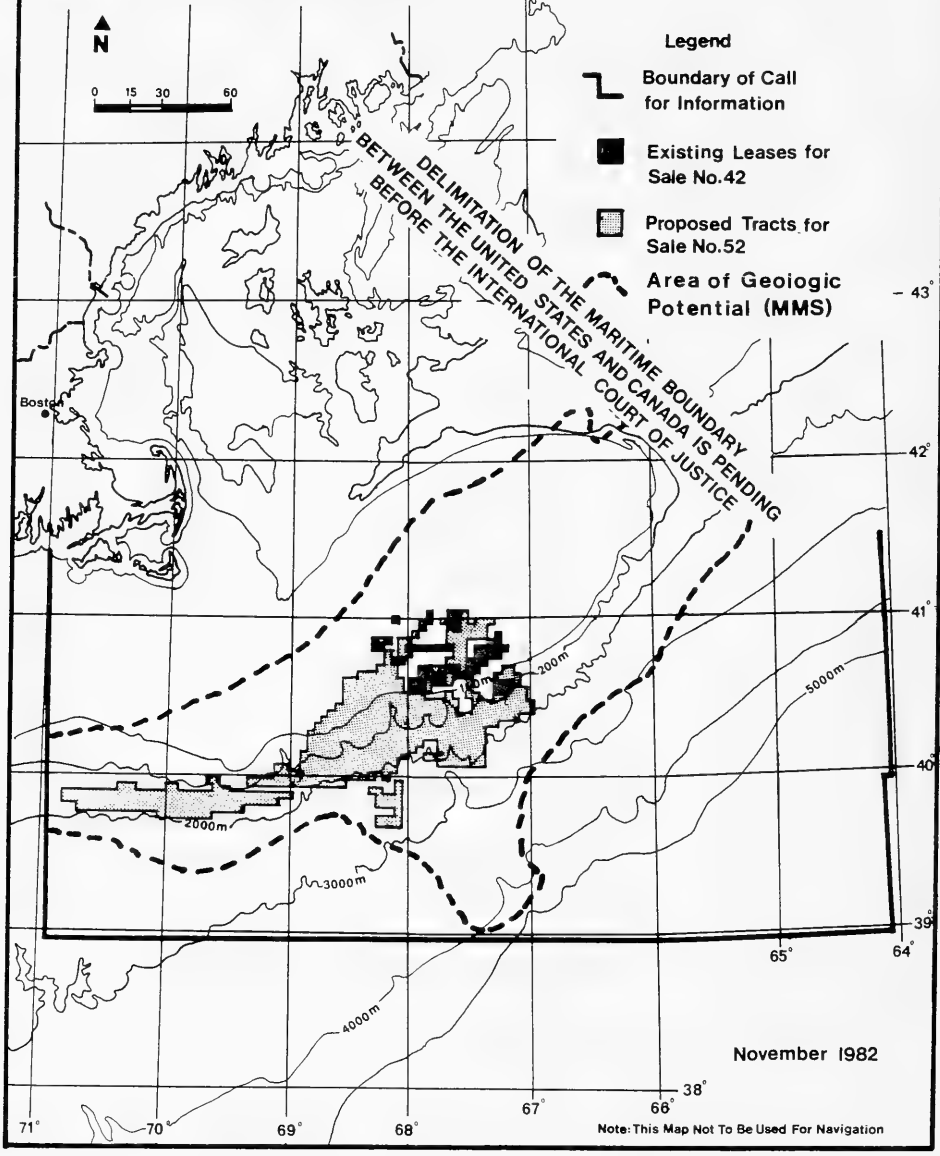 N
0 15 30 60
Legend
Boundary of Call
for Information
Existing Leases for
Sale No.42
Proposed Tracts for
Sale No.52
Area of Geologic
Potential (MMS)
DELIMITATION OF THE MARITIME BOUNDARY
BETWEEN THE UNITED STATES AND CANADA IS PENDING
BEFORE THE INTERNATIONAL COURT OF JUSTICE
43°
Boston
42°
41°
200m
5000m
40°
2000m
3000m
39°
65°
64°
4000m
November 1982
38°
71°
70°
69°
68°
67°
66°
Note: This Map Not To Be Used For Navigation